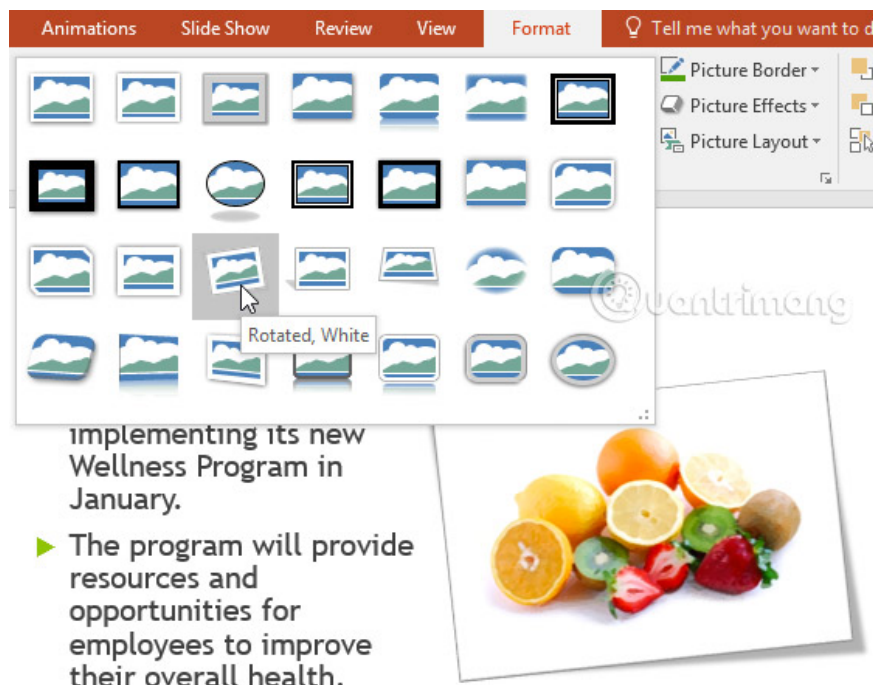 Animations Slide Show Review View Format Tell me what you want to d
Picture Border
Picture Effects
Picture Layout
uantrimang
Rotated, White
implementing its new
Wellness Program in
January.
The program will provide
resources and
opportunities for
employees to improve
their overall health.